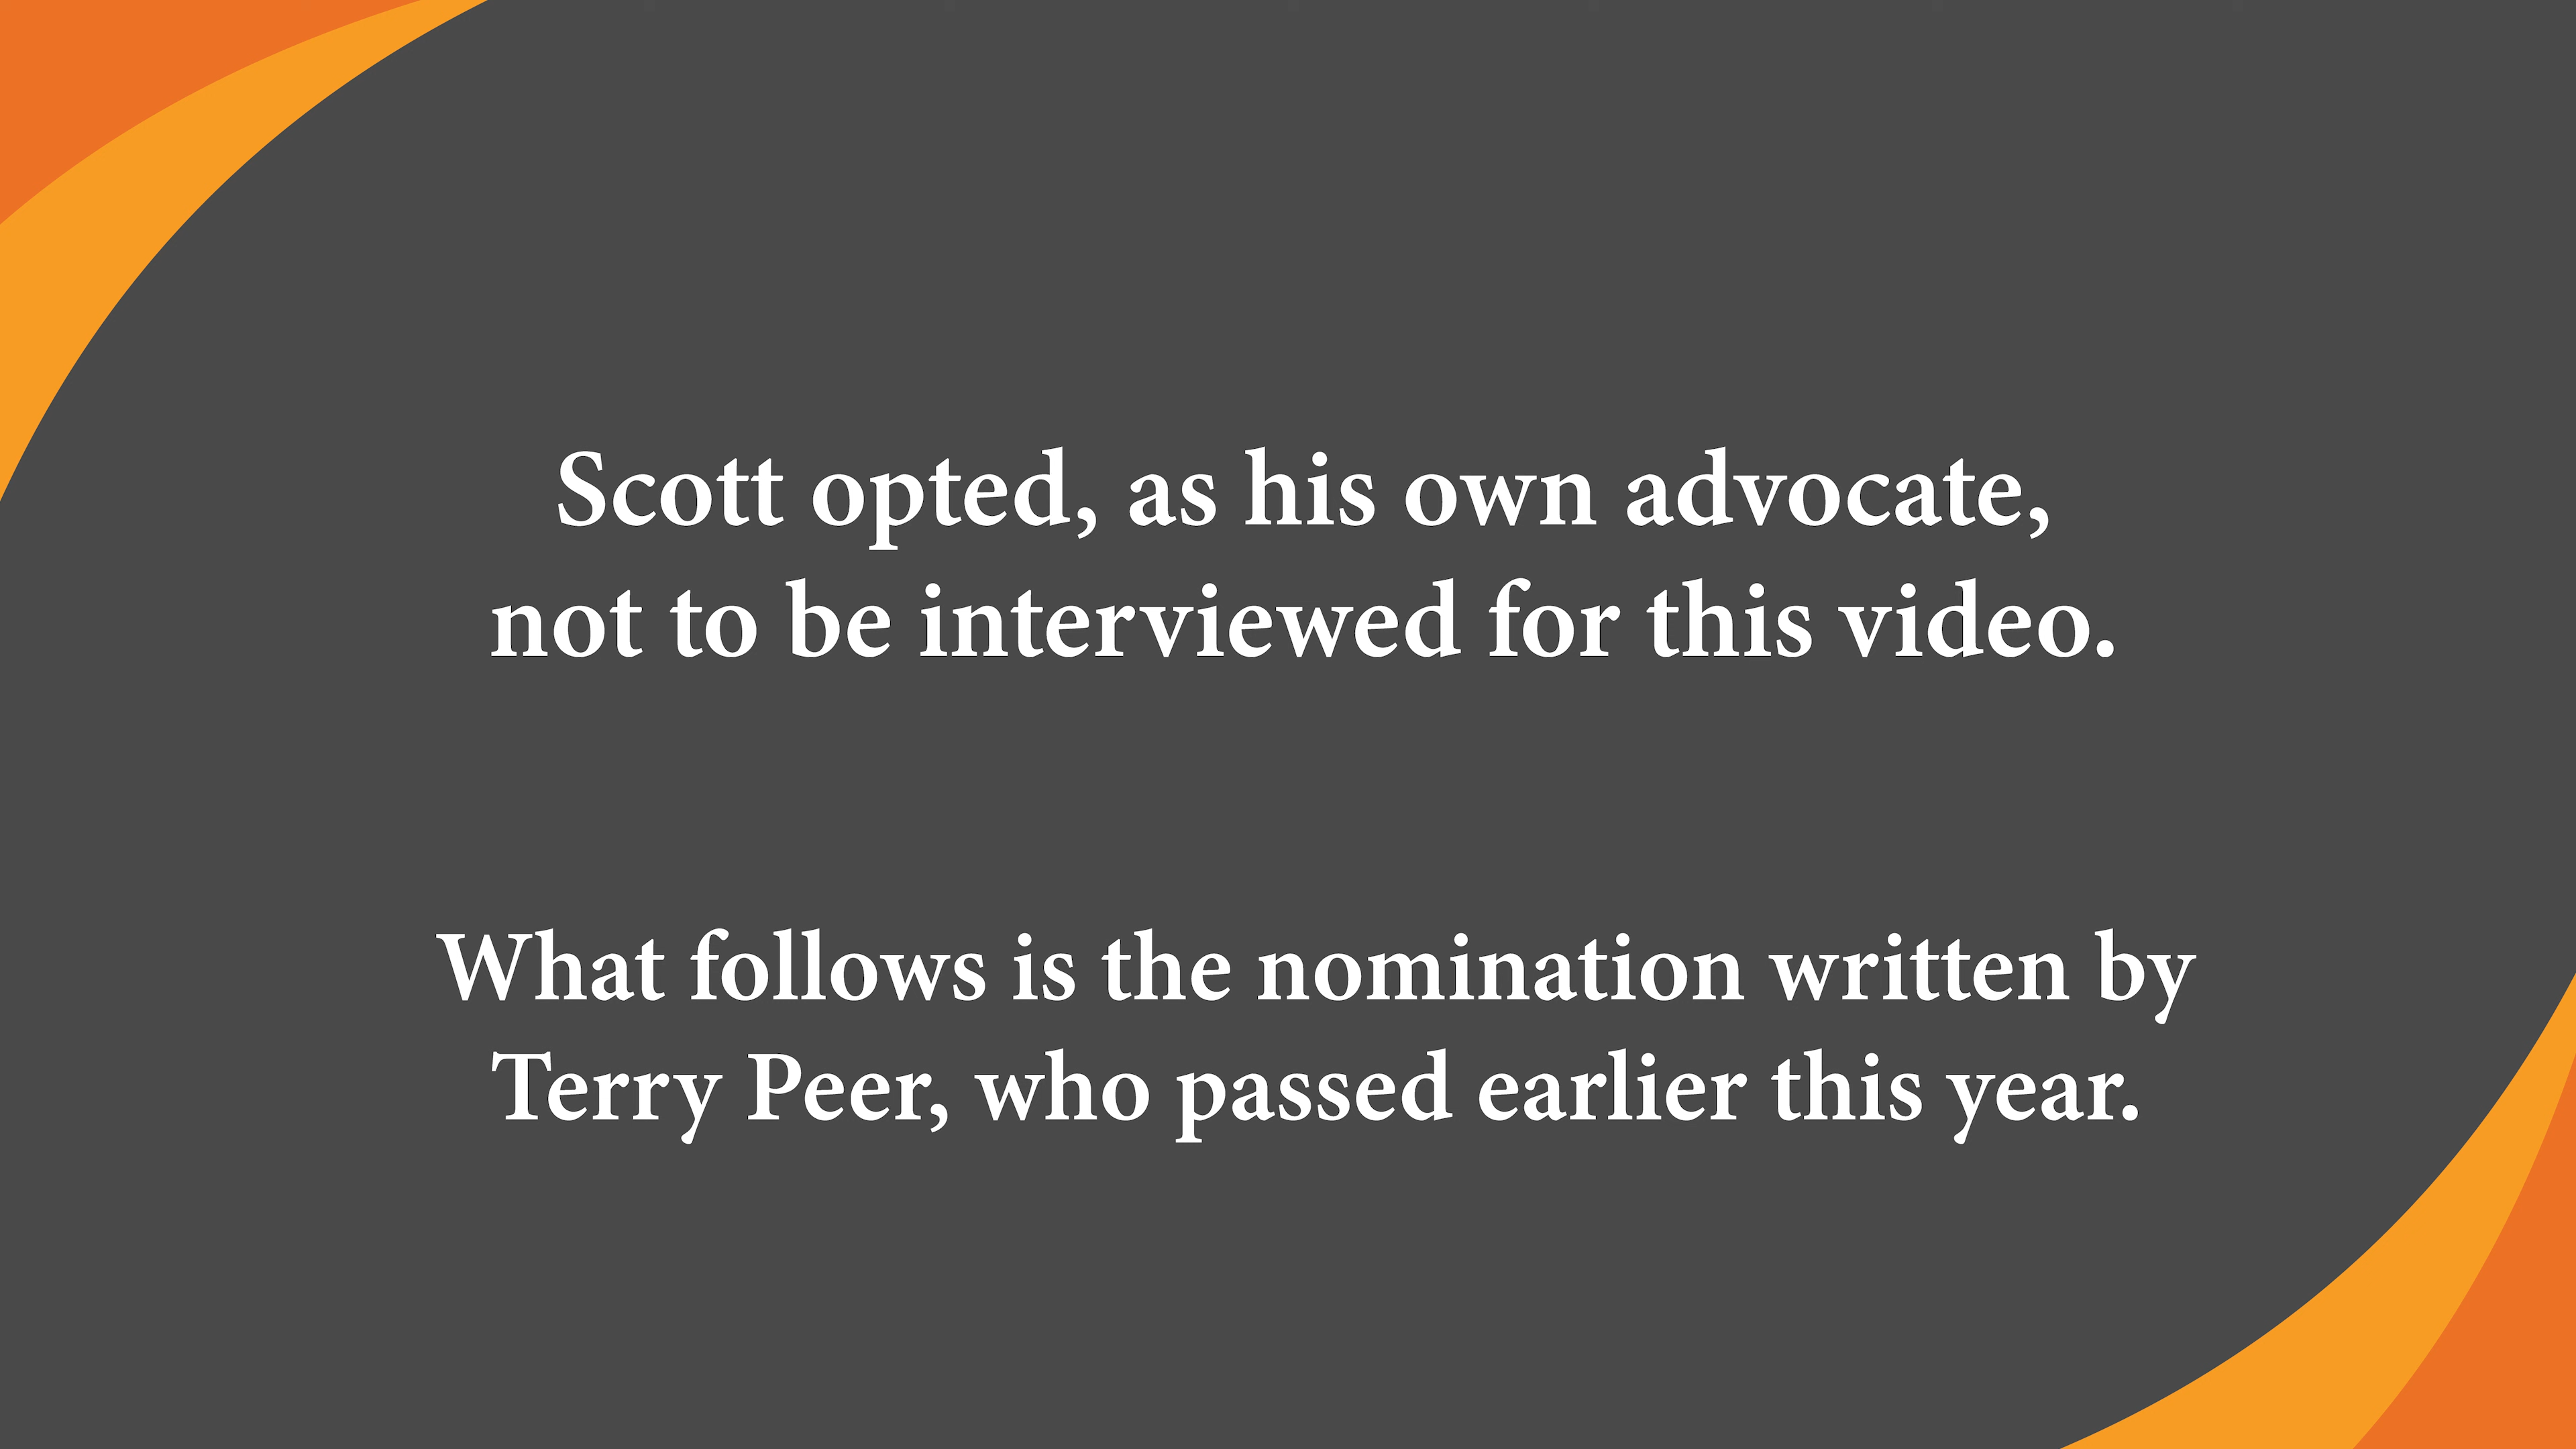 Scott opted, as his own advocate,
not to be interviewed for this video.
What follows is the nomination written by
Terry Peer, who passed earlier this year.